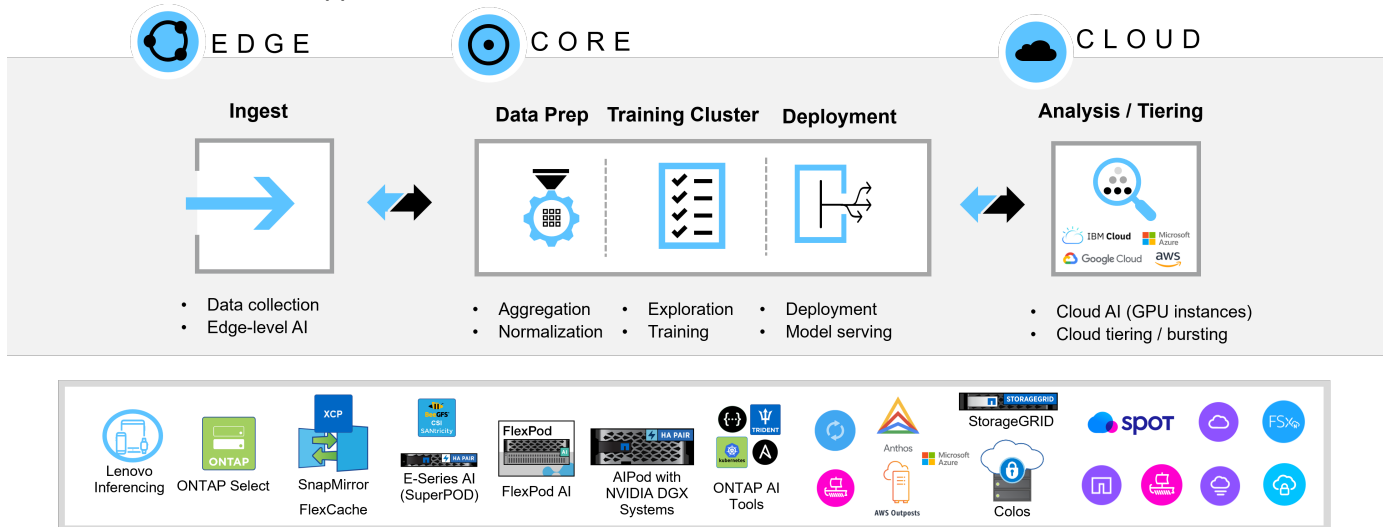 EDGE
CORE
CLOUD
Ingest
Data Prep
Training Cluster
Deployment
Analysis / Tiering
IBM Cloud
Microsoft
Azure
Google Cloud
aws
• Data collection
• Edge-level AI
• Aggregation
• Normalization
• Exploration
• Training
• Deployment
• Model serving
• Cloud AI (GPU instances)
• Cloud tiering / bursting
Lenovo
Inferencing
ONTAP
ONTAP Select
XCP
SnapMirror
FlexCache
BeeGFS
CSI
SANtricity
HA PAIR
E-Series AI
(SuperPOD)
FlexPod
AI
FlexPod AI
HA PAIR
AIPod with
NVIDIA DGX
Systems
{··}
TRIDENT
kubernetes
A
ONTAP AI
Tools
Anthos
Microsoft
Azure
AWS Outposts
STORAGEGRID
StorageGRID
Colos
spot
FSx